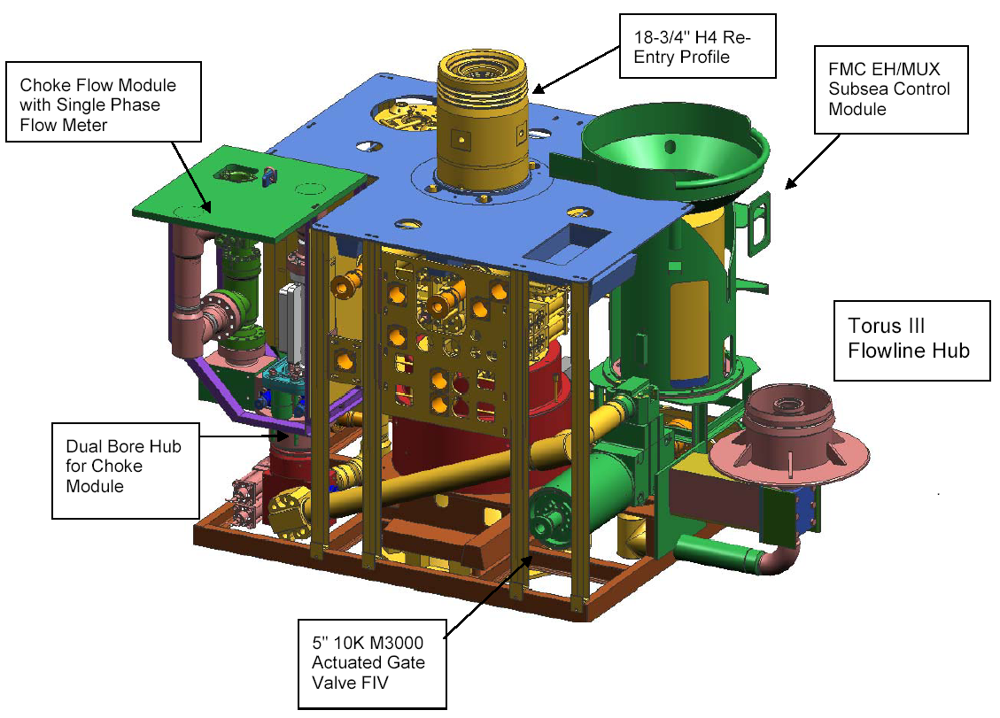 18-3/4" H4 Re-
Entry Profile
FMC EH/MUX
Subsea Control
Module
Choke Flow Module
with Single Phase
Flow Meter
Torus III
Flowline Hub
Dual Bore Hub
for Choke
Module
5" 10K M3000
Actuated Gate
Valve FIV